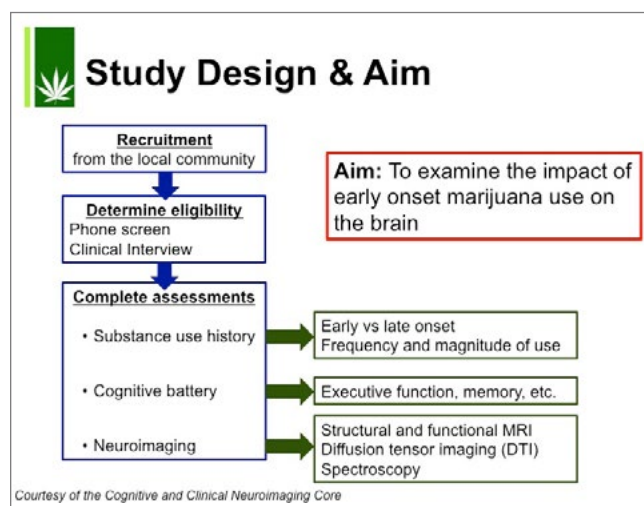 Study Design & Aim
Recruitment
from the local community
Aim: To examine the impact of
early onset marijuana use on
the brain
Determine eligibility
Phone screen
Clinical Interview
Complete assessments
• Substance use history
Early vs late onset
Frequency and magnitude of use
• Cognitive battery
Executive function, memory, etc.
• Neuroimaging
Structural and functional MRI
Diffusion tensor imaging (DTI)
Spectroscopy
Courtesy of the Cognitive and Clinical Neuroimaging Core